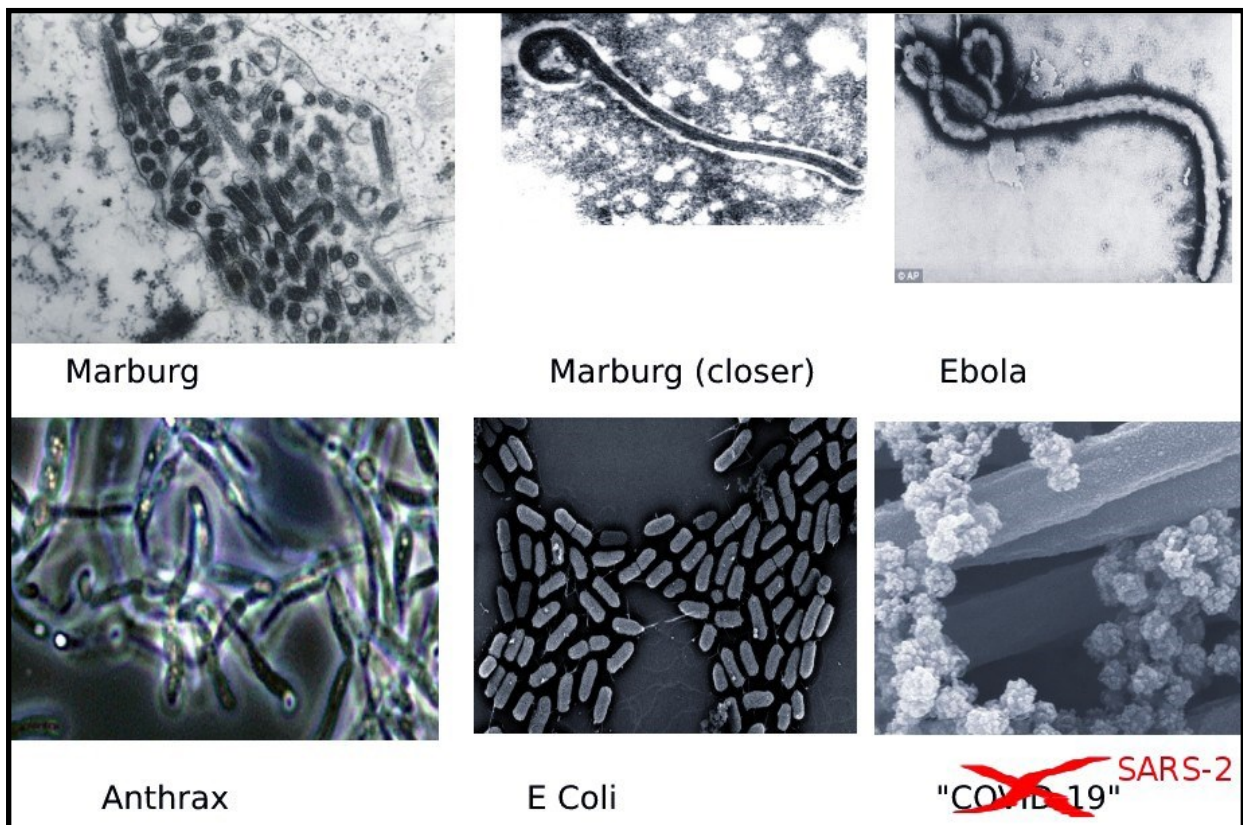 © AP
Marburg
Marburg (closer)
Ebola
SARS-2
Anthrax
E Coli
"COVID-19"